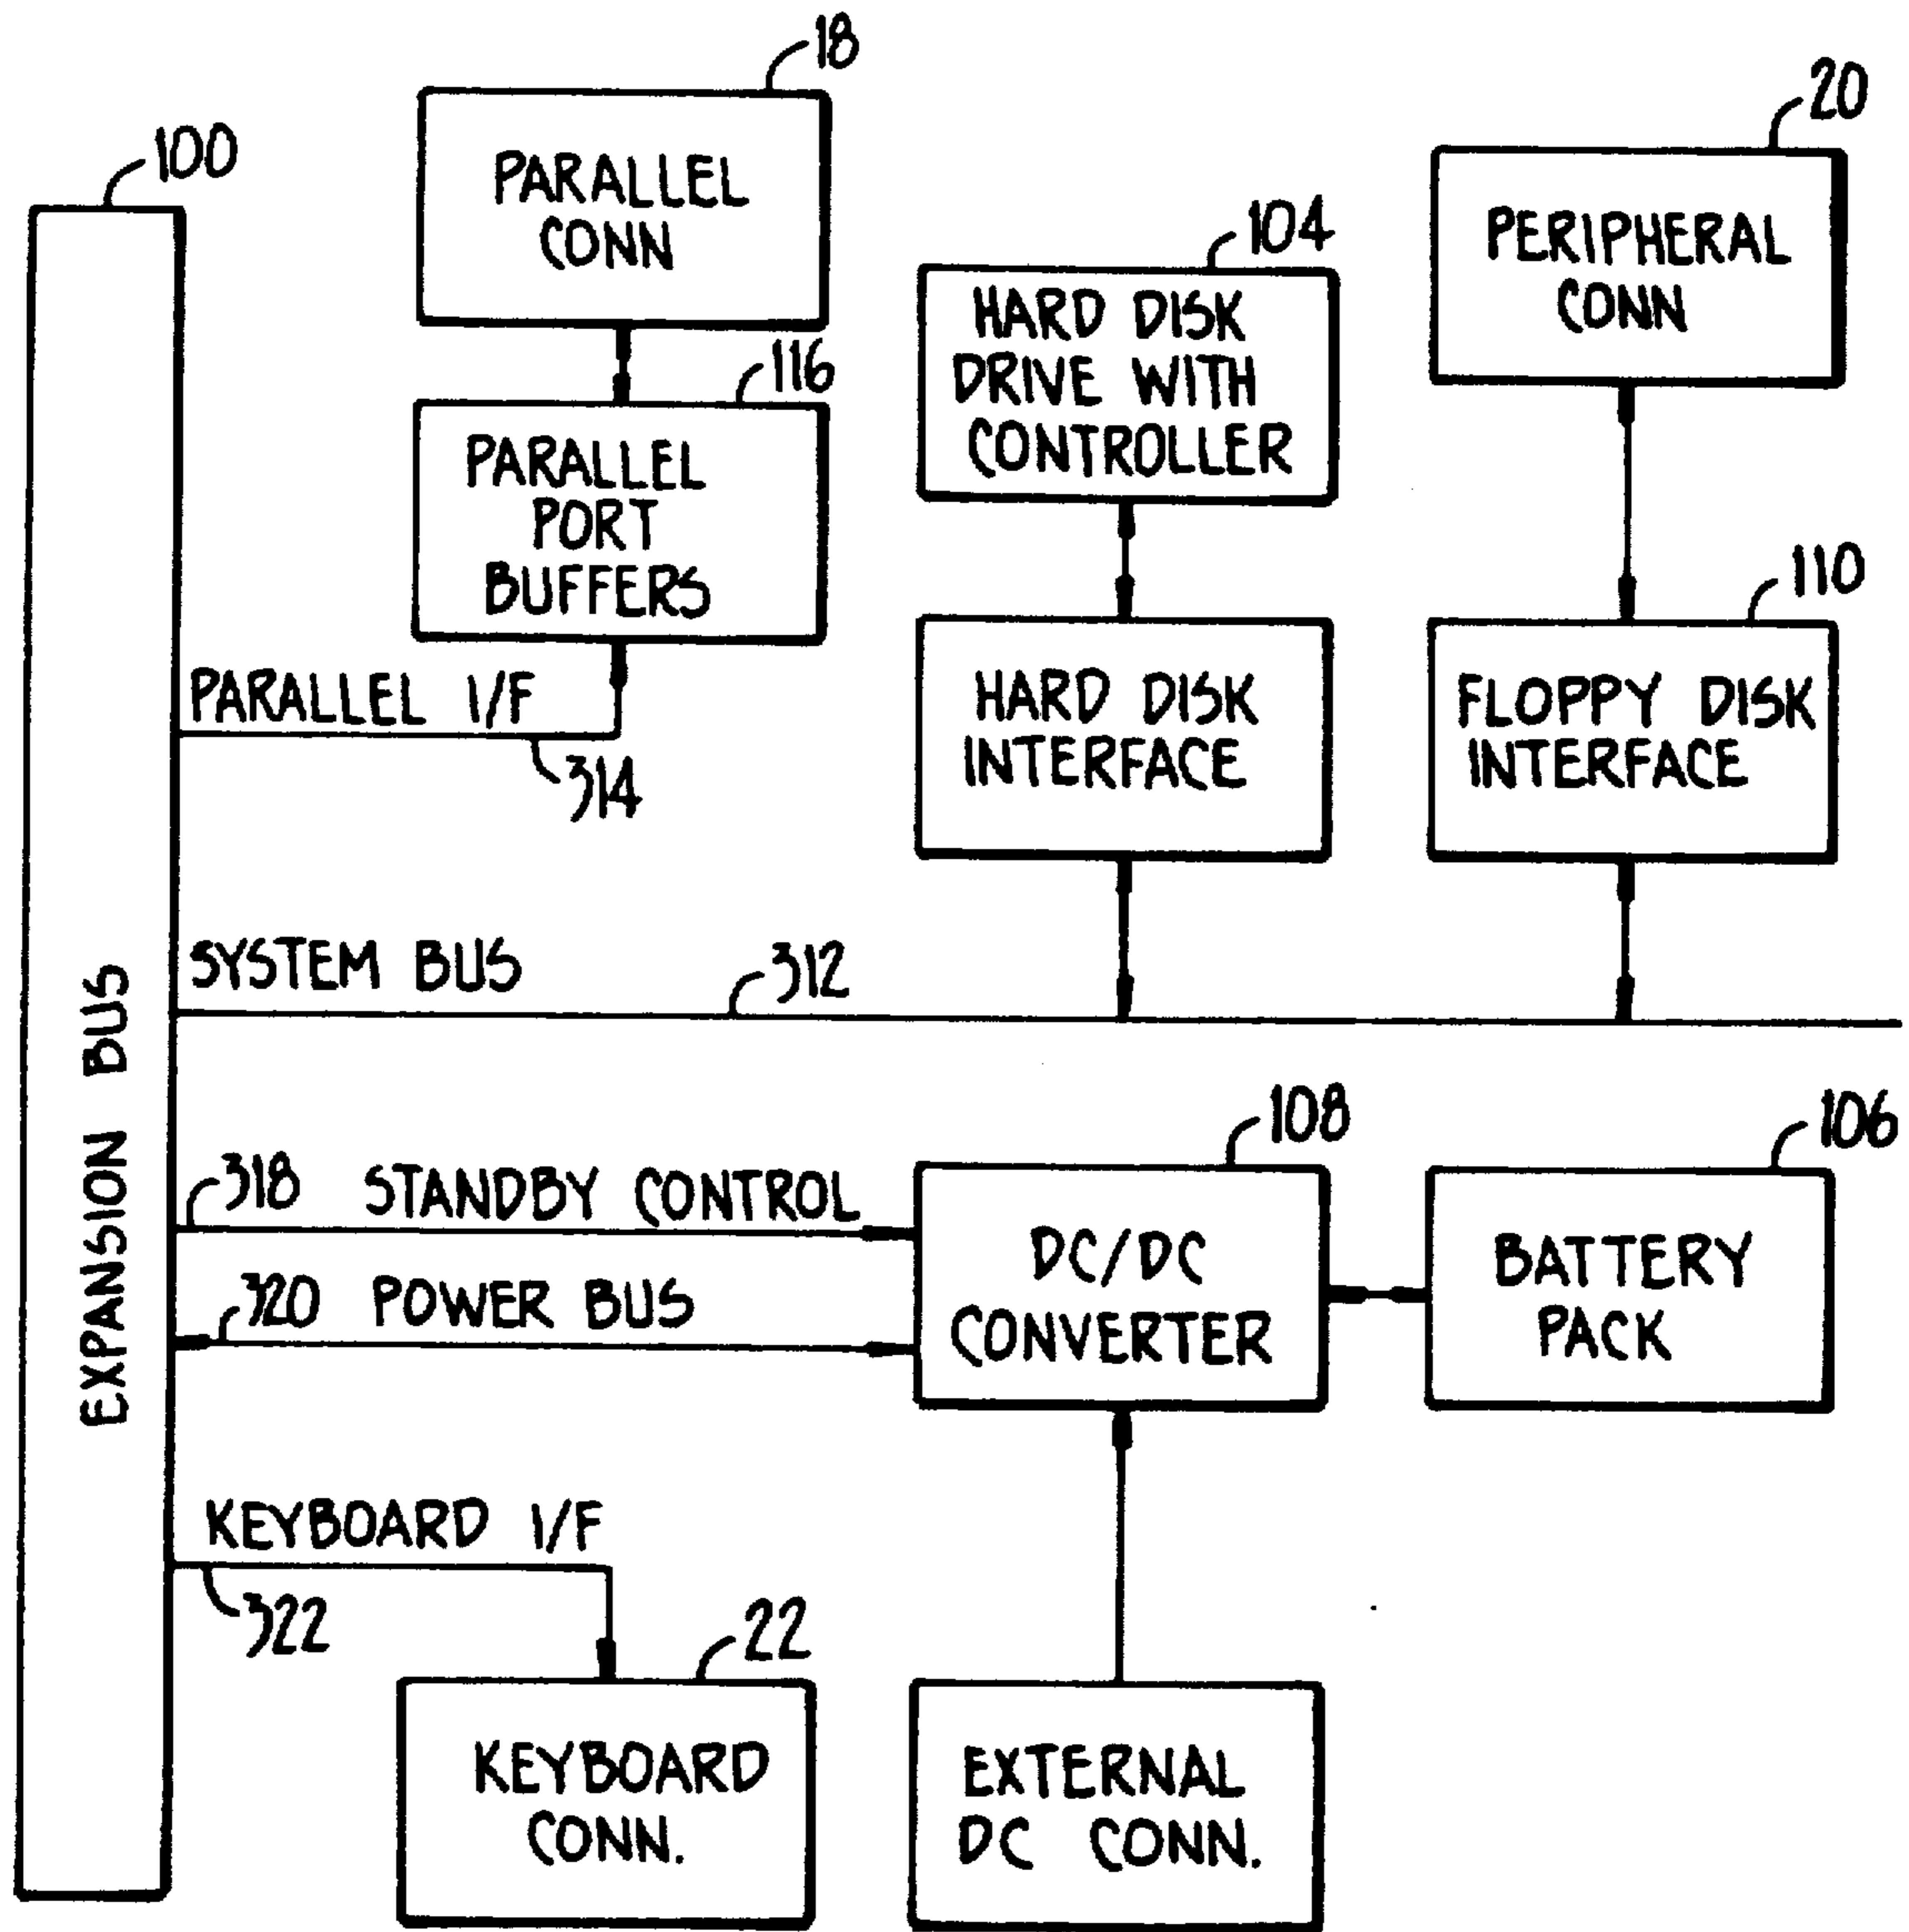 18
PARALLEL
CONN
20
PERIPHERAL
CONN
100
EXPANSION BUS
104
HARD DISK
DRIVE WITH
CONTROLLER
116
PARALLEL
PORT
BUFFERS
PARALLEL I/F
314
HARD DISK
INTERFACE
110
FLOPPY DISK
INTERFACE
SYSTEM BUS
312
318 STANDBY CONTROL
320 POWER BUS
108
DC/DC
CONVERTER
106
BATTERY
PACK
KEYBOARD I/F
322
22
KEYBOARD
CONN.
EXTERNAL
DC CONN.